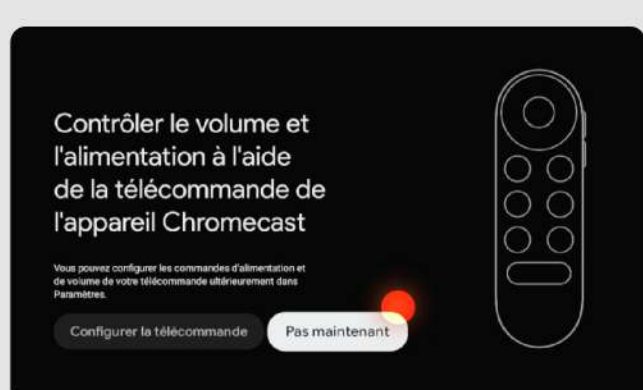 Contrôler le volume et
l'alimentation à l'aide
de la télécommande de
l'appareil Chromecast
Vous pouvez configurer les commandes d'alimentation et
de volume de votre télécommande ultérieurement dans
Paramètres.
Configurer la télécommande
Pas maintenant